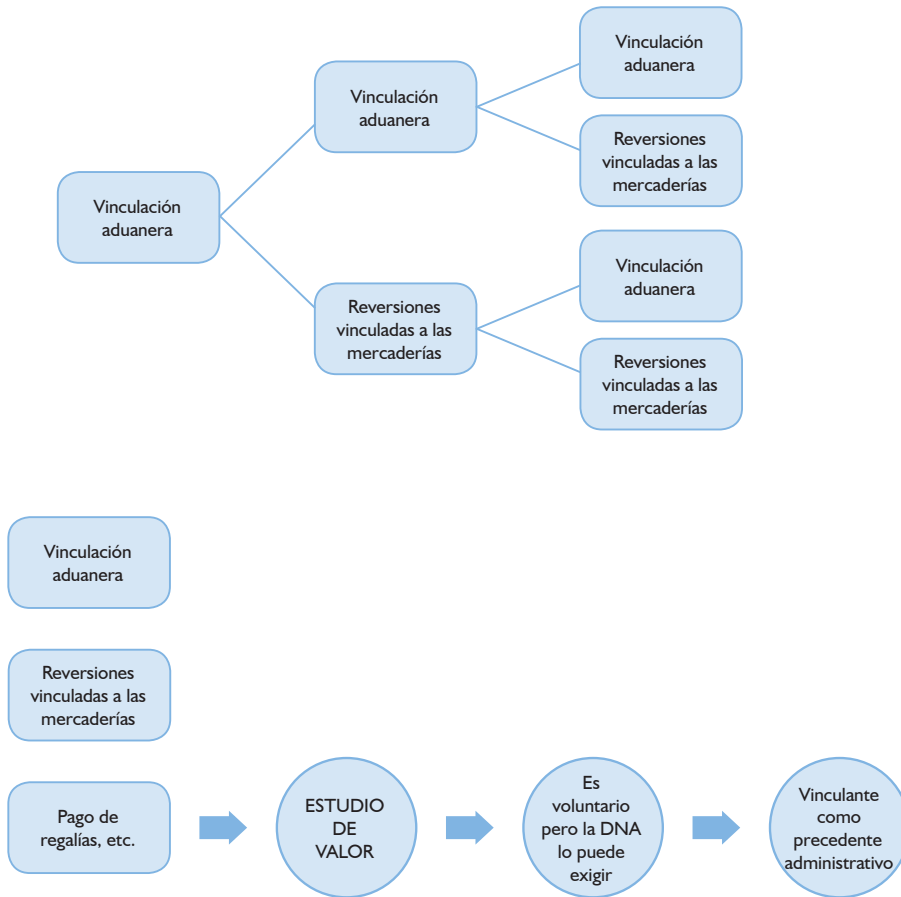 Vinculación
aduanera
Vinculación
aduanera
Vinculación
aduanera
Reversiones
vinculadas a las
mercaderías
Reversiones
vinculadas a las
mercaderías
Vinculación
aduanera
Reversiones
vinculadas a las
mercaderías
Vinculación
aduanera
Reversiones
vinculadas a las
mercaderías
Pago de
regalías, etc.
ESTUDIO
DE
VALOR
Es
voluntario
pero la DNA
lo puede
exigir
Vinculante
como
precedente
administrativo